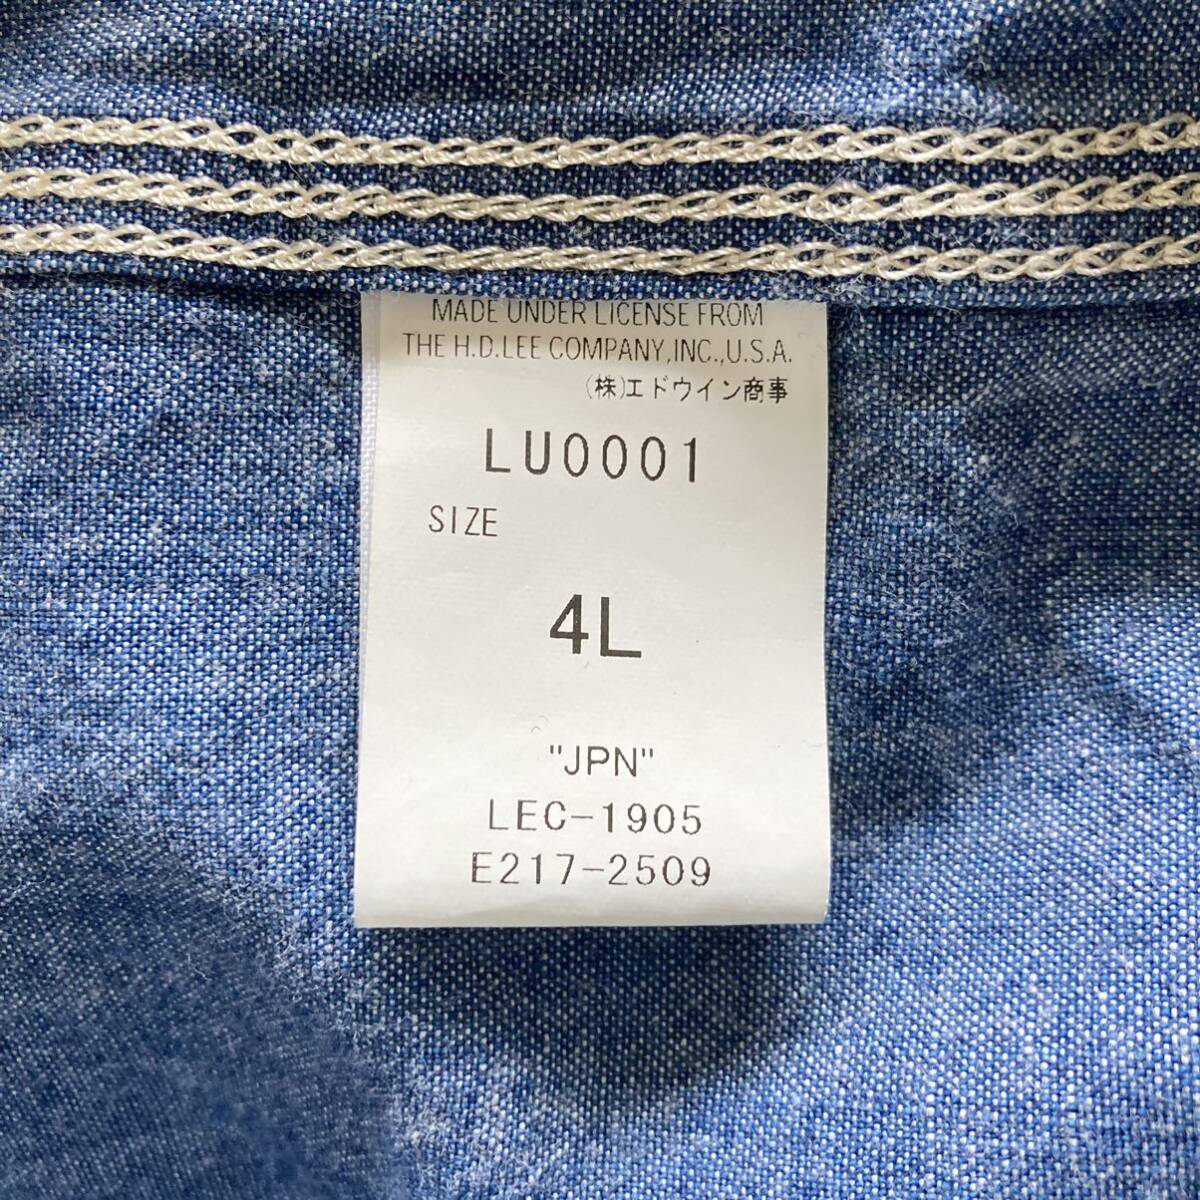 MADE UNDER LICENSE FROM
THE H.D.LEE COMPANY,INC.,U.S.A.
(株)エドウイン商事
LU0001
SIZE
4L
"JPN"
LEC-1905
E217-2509